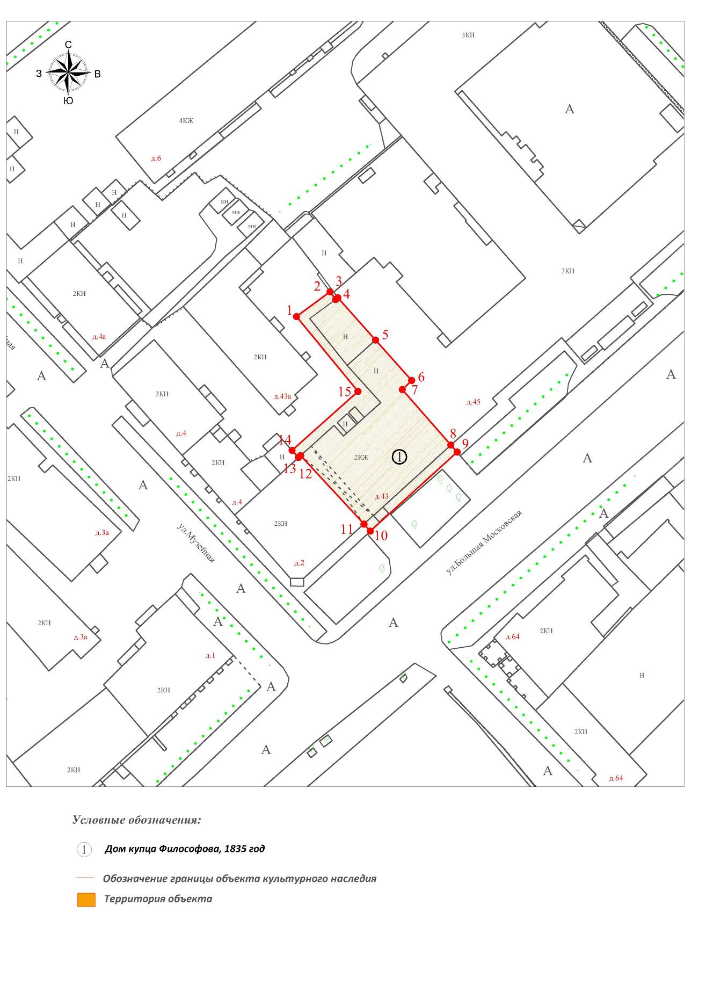 С
З
В
Ю
3КН
А
4КЖ
Н
д.6
Н
Н
Н
мн
Н
мн
Н
мн
Н
Н
Н
3КН
2КН
2
3
4
1
5
Н
д.4а
2КН
А
А
Н
А
6
7
15
3КН
д.43а
д.45
д.4
Н
14
8
9
2КН
Н
13
12
2КЖ
1
А
2КН
А
д.4
д.43
2КН
11
10
А
д.3а
ул.Музейная
ул.Большая Московская
д.2
А
2КН
А
А
д.3а
2КН
д.64
д.1
Н
2КН
А
2КН
А
2КН
А
д.64
Условные обозначения:
1 Дом купца Философова, 1835 год
Обозначение границы объекта культурного наследия
Территория объекта